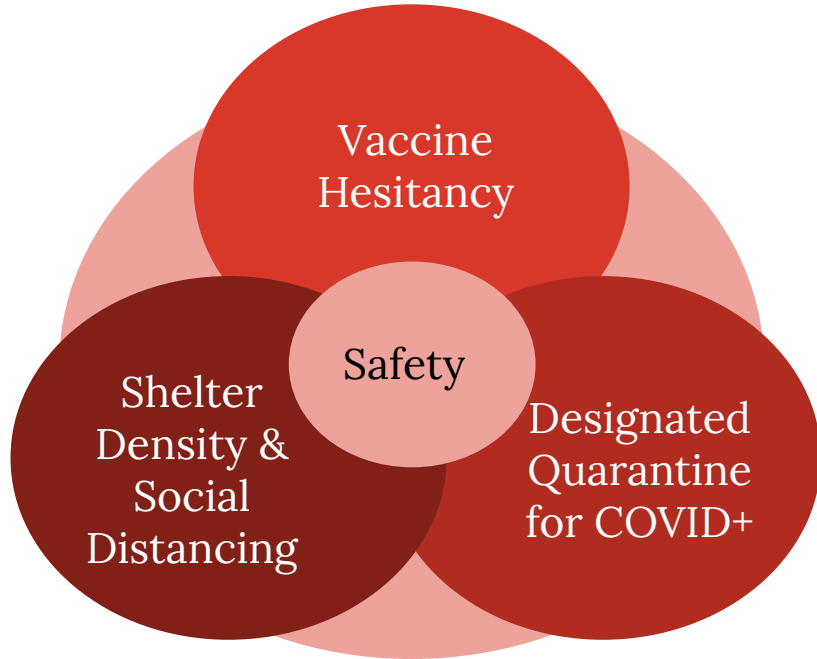 Vaccine
Hesitancy
Safety
Shelter
Density &
Social
Distancing
Designated
Quarantine
for COVID+